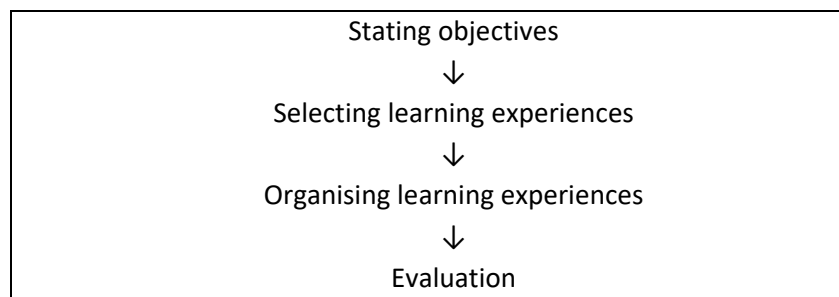 Stating objectives
↓
Selecting learning experiences
↓
Organising learning experiences
↓
Evaluation